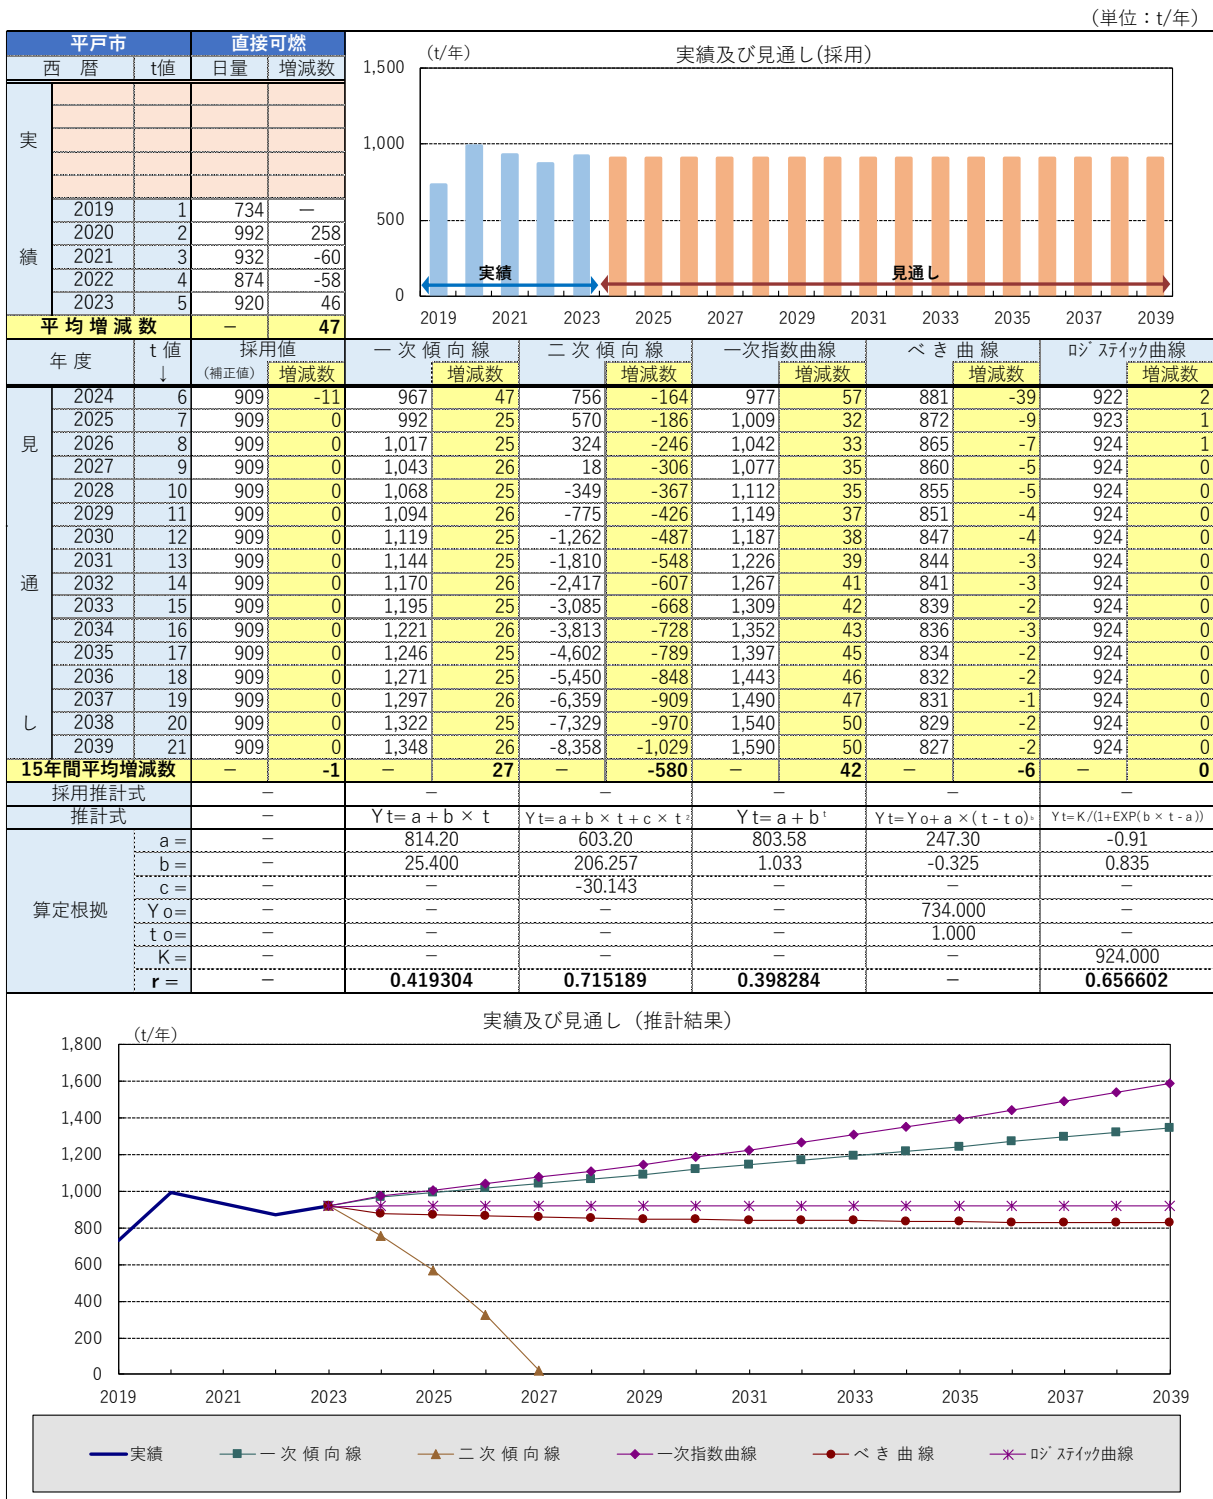 （単位：t/年）
平戸市 直接可燃
西 暦 t値 日量 増減数
実
績
2019 1 734 －
2020 2 992 258
2021 3 932 -60
2022 4 874 -58
2023 5 920 46
平 均 増 減 数 － 47
(t/年) 実績及び見通し(採用)
1,500
1,000
500
0
実績 見通し
2019 2021 2023 2025 2027 2029 2031 2033 2035 2037 2039
年 度 t 値 ↓ 採用値 (補正値) 増減数 一 次 傾 向 線 増減数 二 次 傾 向 線 増減数 一次指数曲線 増減数 べ き 曲 線 増減数 ﾛｼﾞｽﾃｨｯｸ曲線 増減数
見
通
し
2024 6 909 -11 967 47 756 -164 977 57 881 -39 922 2
2025 7 909 0 992 25 570 -186 1,009 32 872 -9 923 1
2026 8 909 0 1,017 25 324 -246 1,042 33 865 -7 924 1
2027 9 909 0 1,043 26 18 -306 1,077 35 860 -5 924 0
2028 10 909 0 1,068 25 -349 -367 1,112 35 855 -5 924 0
2029 11 909 0 1,094 26 -775 -426 1,149 37 851 -4 924 0
2030 12 909 0 1,119 25 -1,262 -487 1,187 38 847 -4 924 0
2031 13 909 0 1,144 25 -1,810 -548 1,226 39 844 -3 924 0
2032 14 909 0 1,170 26 -2,417 -607 1,267 41 841 -3 924 0
2033 15 909 0 1,195 25 -3,085 -668 1,309 42 839 -2 924 0
2034 16 909 0 1,221 26 -3,813 -728 1,352 43 836 -3 924 0
2035 17 909 0 1,246 25 -4,602 -789 1,397 45 834 -2 924 0
2036 18 909 0 1,271 25 -5,450 -848 1,443 46 832 -2 924 0
2037 19 909 0 1,297 26 -6,359 -909 1,490 47 831 -1 924 0
2038 20 909 0 1,322 25 -7,329 -970 1,540 50 829 -2 924 0
2039 21 909 0 1,348 26 -8,358 -1,029 1,590 50 827 -2 924 0
15年間平均増減数 － -1 － 27 － -580 － 42 － -6 － 0
採用推計式 － － － － － －
推計式 － Ｙt= a + b × t Ｙt= a + b × t + c × t² Ｙt= a + bᵗ Ｙt=Ｙo+ a ×( t - t o)ᵇ Ｙt=K /(1+EXP( b × t - a ))
算定根拠
a = － 814.20 603.20 803.58 247.30 -0.91
b = － 25.400 206.257 1.033 -0.325 0.835
c = － － -30.143 － － －
Ｙo= － － － － 734.000 －
t o= － － － － 1.000 －
K = － － － － － 924.000
r = － 0.419304 0.715189 0.398284 － 0.656602
実績及び見通し（推計結果）
(t/年)
1,800
1,600
1,400
1,200
1,000
800
600
400
200
0
2019 2021 2023 2025 2027 2029 2031 2033 2035 2037 2039
実績 一 次 傾 向 線 二 次 傾 向 線 一次指数曲線 べ き 曲 線 ﾛｼﾞｽﾃｨｯｸ曲線